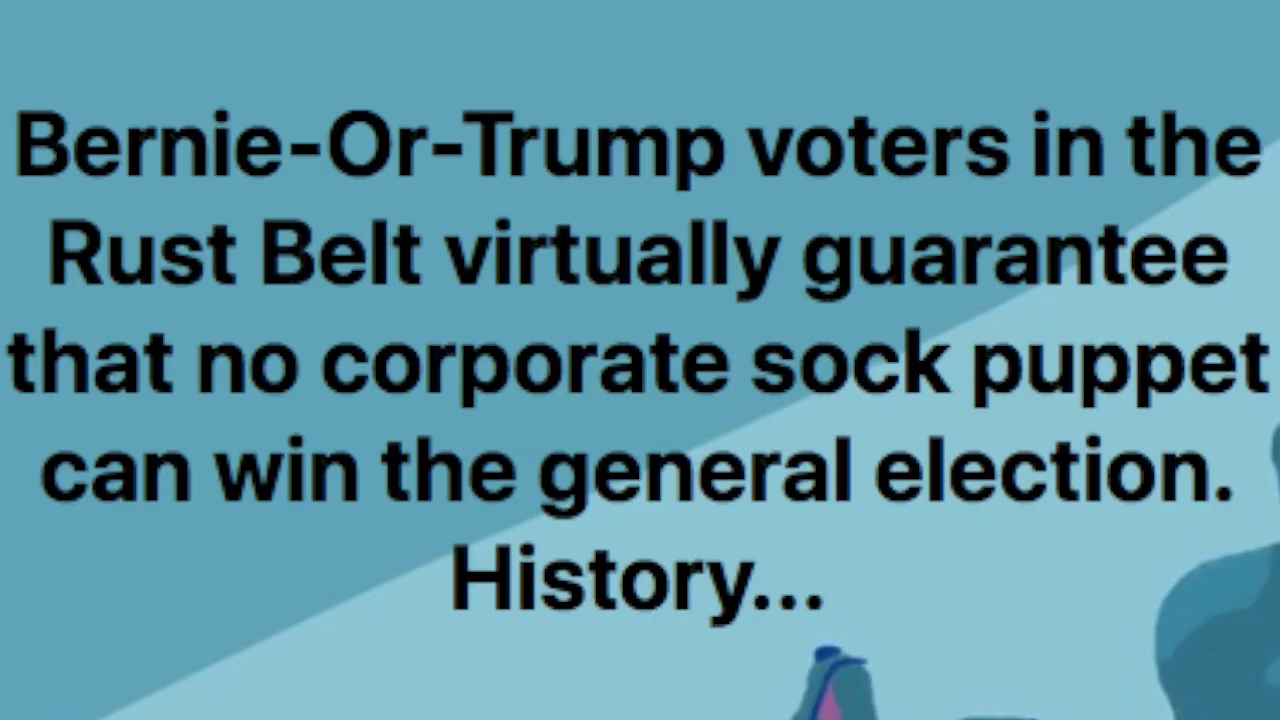 Bernie-Or-Trump voters in the
Rust Belt virtually guarantee
that no corporate sock puppet
can win the general election.
History...